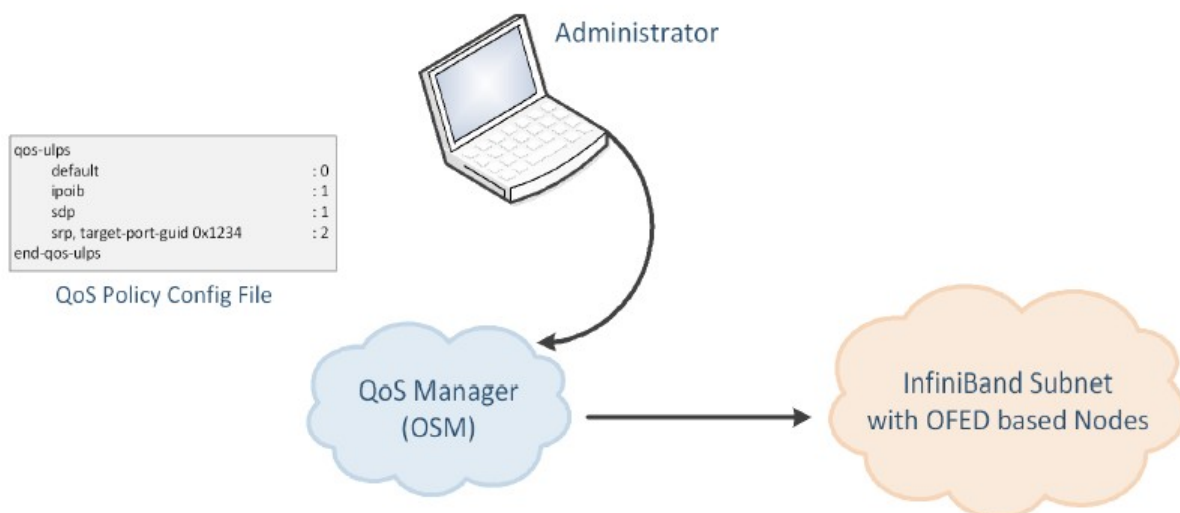 Administrator
qos-ulps
default : 0
ipoib : 1
sdp : 1
srp, target-port-guid 0x1234 : 2
end-qos-ulps
QoS Policy Config File
QoS Manager
(OSM)
InfiniBand Subnet
with OFED based Nodes